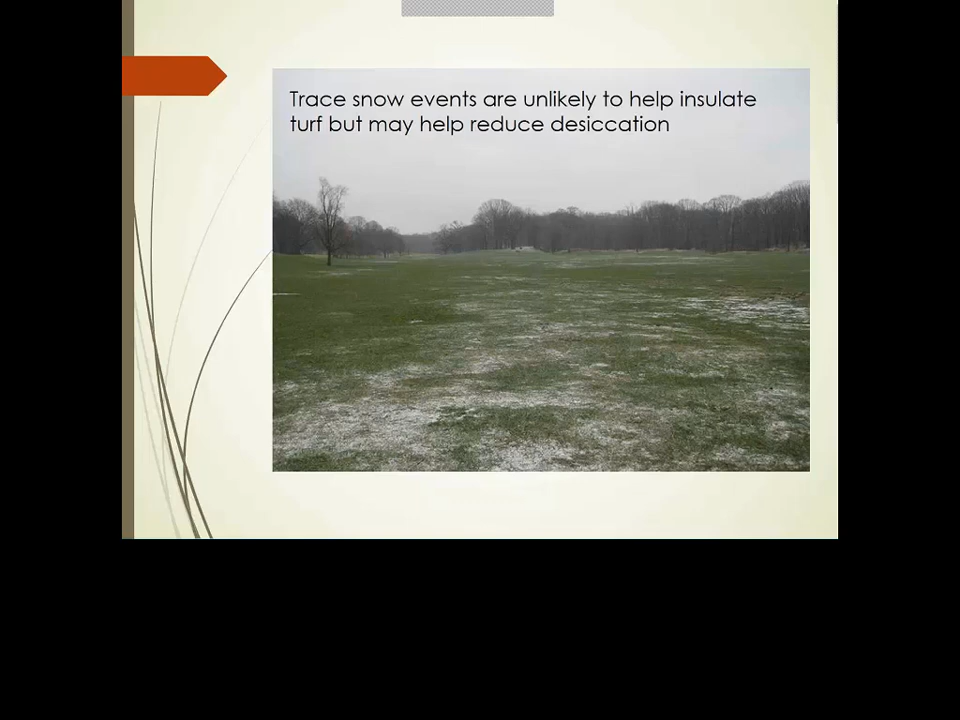 Trace snow events are unlikely to help insulate
turf but may help reduce desiccation